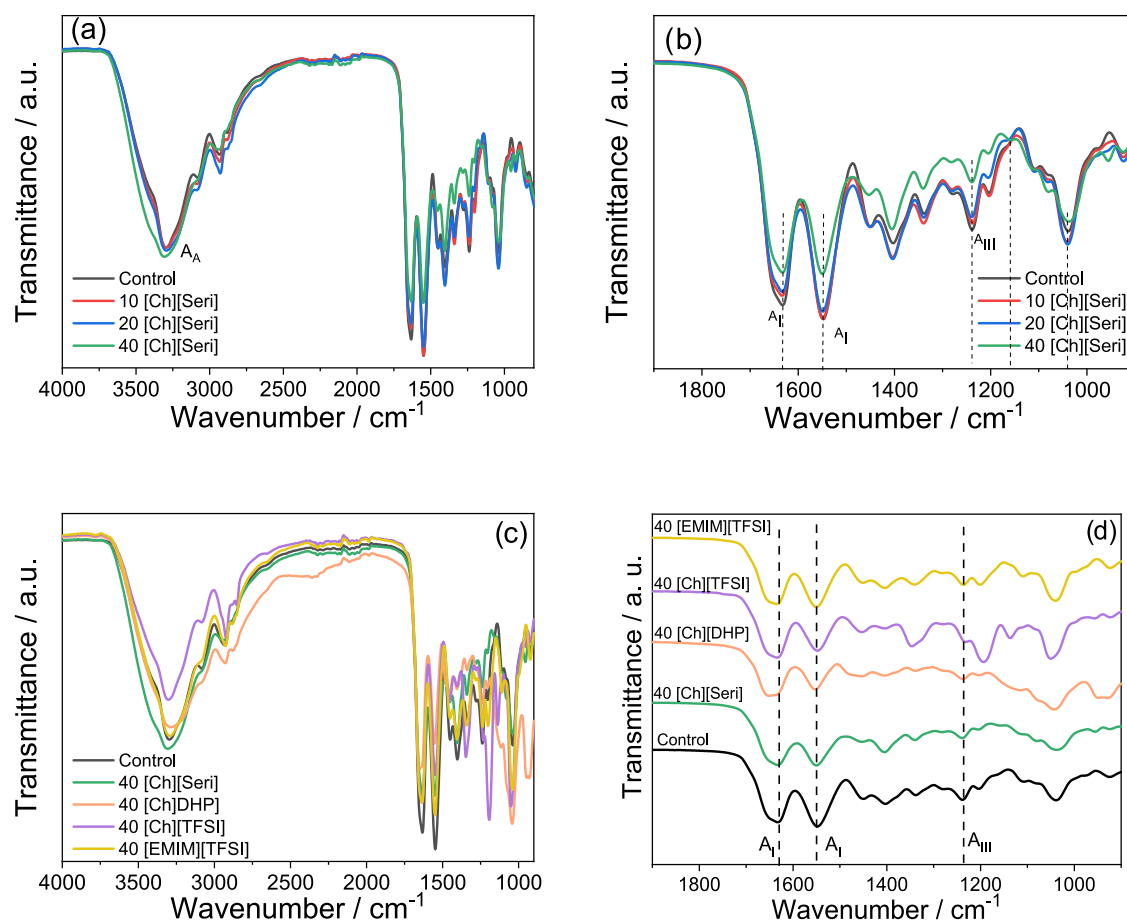 (a)
Transmittance / a.u.
A_A
Control
10 [Ch][Seri]
20 [Ch][Seri]
40 [Ch][Seri]
4000 3500 3000 2500 2000 1500 1000
Wavenumber / cm⁻¹
(b)
Transmittance / a.u.
A_I
A_I
A_III
Control
10 [Ch][Seri]
20 [Ch][Seri]
40 [Ch][Seri]
1800 1600 1400 1200 1000
Wavenumber / cm⁻¹
(c)
Transmittance / a.u.
Control
40 [Ch][Seri]
40 [Ch]DHP]
40 [Ch][TFSI]
40 [EMIM][TFSI]
4000 3500 3000 2500 2000 1500 1000
Wavenumber / cm⁻¹
(d)
Transmittance / a. u.
40 [EMIM][TFSI]
40 [Ch][TFSI]
40 [Ch][DHP]
40 [Ch][Seri]
Control
A_I
A_I
A_III
1800 1600 1400 1200 1000
Wavenumber / cm⁻¹